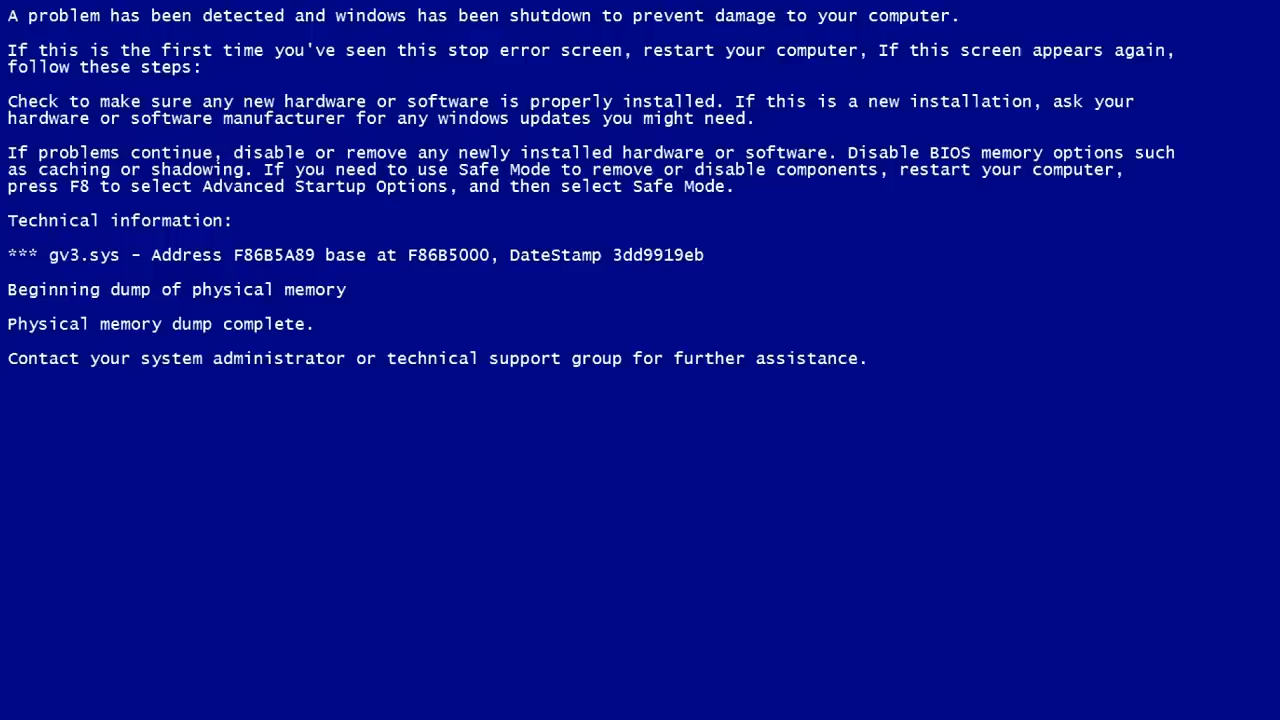 A problem has been detected and windows has been shutdown to prevent damage to your computer.
If this is the first time you've seen this stop error screen, restart your computer, If this screen appears again,
follow these steps:
Check to make sure any new hardware or software is properly installed. If this is a new installation, ask your
hardware or software manufacturer for any windows updates you might need.
If problems continue, disable or remove any newly installed hardware or software. Disable BIOS memory options such
as caching or shadowing. If you need to use Safe Mode to remove or disable components, restart your computer,
press F8 to select Advanced Startup Options, and then select Safe Mode.
Technical information:
*** gv3.sys – Address F86B5A89 base at F86B5000, DateStamp 3dd9919eb
Beginning dump of physical memory
Physical memory dump complete.
Contact your system administrator or technical support group for further assistance.